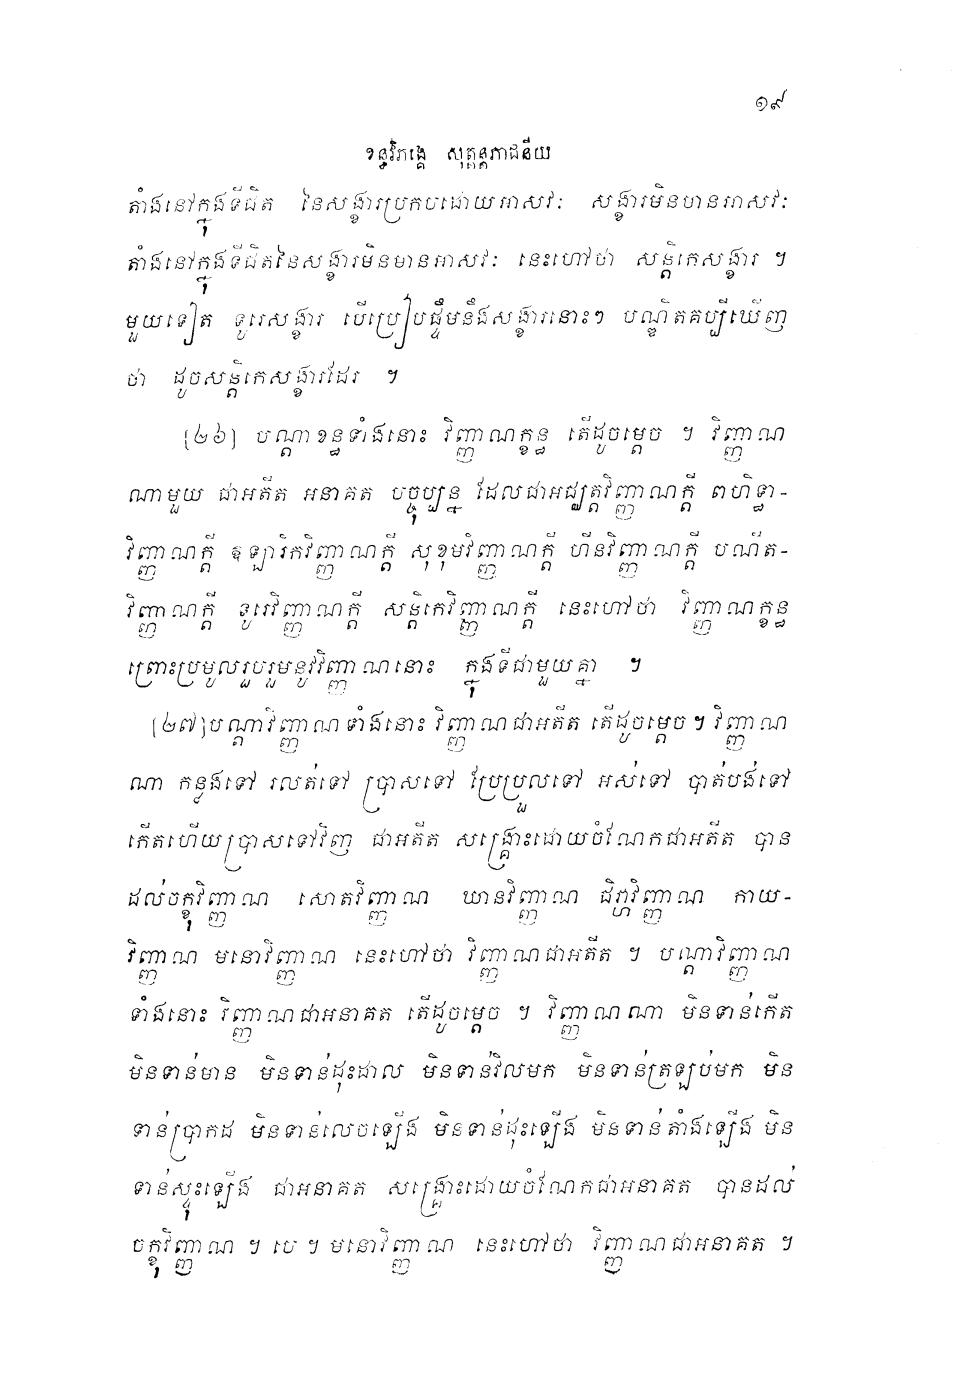 ១៩
ខន្ធវិភង្គេ សុត្តន្តភាជនីយ
តាំងនៅក្នុងទីជិត នៃសង្ខារប្រកបដោយអាសវៈ សង្ខារមិនមានអាសវៈ
តាំងនៅក្នុងទីជិតនៃសង្ខារមិនមានអាសវៈ នេះហៅថា សន្តិកេសង្ខារ ។
មួយទៀត ទូរេសង្ខារ បើប្រៀបផ្ទឹមនឹងសង្ខារនោះៗ បណ្ឌិតគប្បីឃើញ
ថា ដូចសន្តិកេសង្ខារដែរ ។
[២៦] បណ្តាខន្ធទាំងនោះ វិញ្ញាណក្ខន្ធ តើដូចម្តេច ។ វិញ្ញាណ
ណាមួយ ជាអតីត អនាគត បច្ចុប្បន្ន ដែលជាអជ្ឈត្តវិញ្ញាណក្តី ពហិទ្ធា-
វិញ្ញាណក្តី ឱឡារិកវិញ្ញាណក្តី សុខុមវិញ្ញាណក្តី ហីនវិញ្ញាណក្តី បណីត-
វិញ្ញាណក្តី ទូរេវិញ្ញាណក្តី សន្តិកេវិញ្ញាណក្តី នេះហៅថា វិញ្ញាណក្ខន្ធ
ព្រោះប្រមូលរួបរួមនូវវិញ្ញាណនោះ ក្នុងទីជាមួយគ្នា ។
[២៧] បណ្តាវិញ្ញាណទាំងនោះ វិញ្ញាណជាអតីត តើដូចម្តេច ។ វិញ្ញាណ
ណា កន្លងទៅ រលត់ទៅ ប្រាសទៅ ប្រែប្រួលទៅ អស់ទៅ បាត់បង់ទៅ
កើតហើយប្រាសទៅវិញ ជាអតីត សង្គ្រោះដោយចំណែកជាអតីត បាន
ដល់ចក្ខុវិញ្ញាណ សោតវិញ្ញាណ ឃានវិញ្ញាណ ជិវ្ហាវិញ្ញាណ កាយ-
វិញ្ញាណ មនោវិញ្ញាណ នេះហៅថា វិញ្ញាណជាអតីត ។ បណ្តាវិញ្ញាណ
ទាំងនោះ វិញ្ញាណជាអនាគត តើដូចម្តេច ។ វិញ្ញាណណា មិនទាន់កើត
មិនទាន់មាន មិនទាន់ដុះដាល មិនទាន់វិលមក មិនទាន់ត្រឡប់មក មិន
ទាន់ប្រាកដ មិនទាន់លេចឡើង មិនទាន់ដុះឡើង មិនទាន់តាំងឡើង មិន
ទាន់ស្ទុះឡើង ជាអនាគត សង្គ្រោះដោយចំណែកជាអនាគត បានដល់
ចក្ខុវិញ្ញាណ ។ បេ ។ មនោវិញ្ញាណ នេះហៅថា វិញ្ញាណជាអនាគត ។